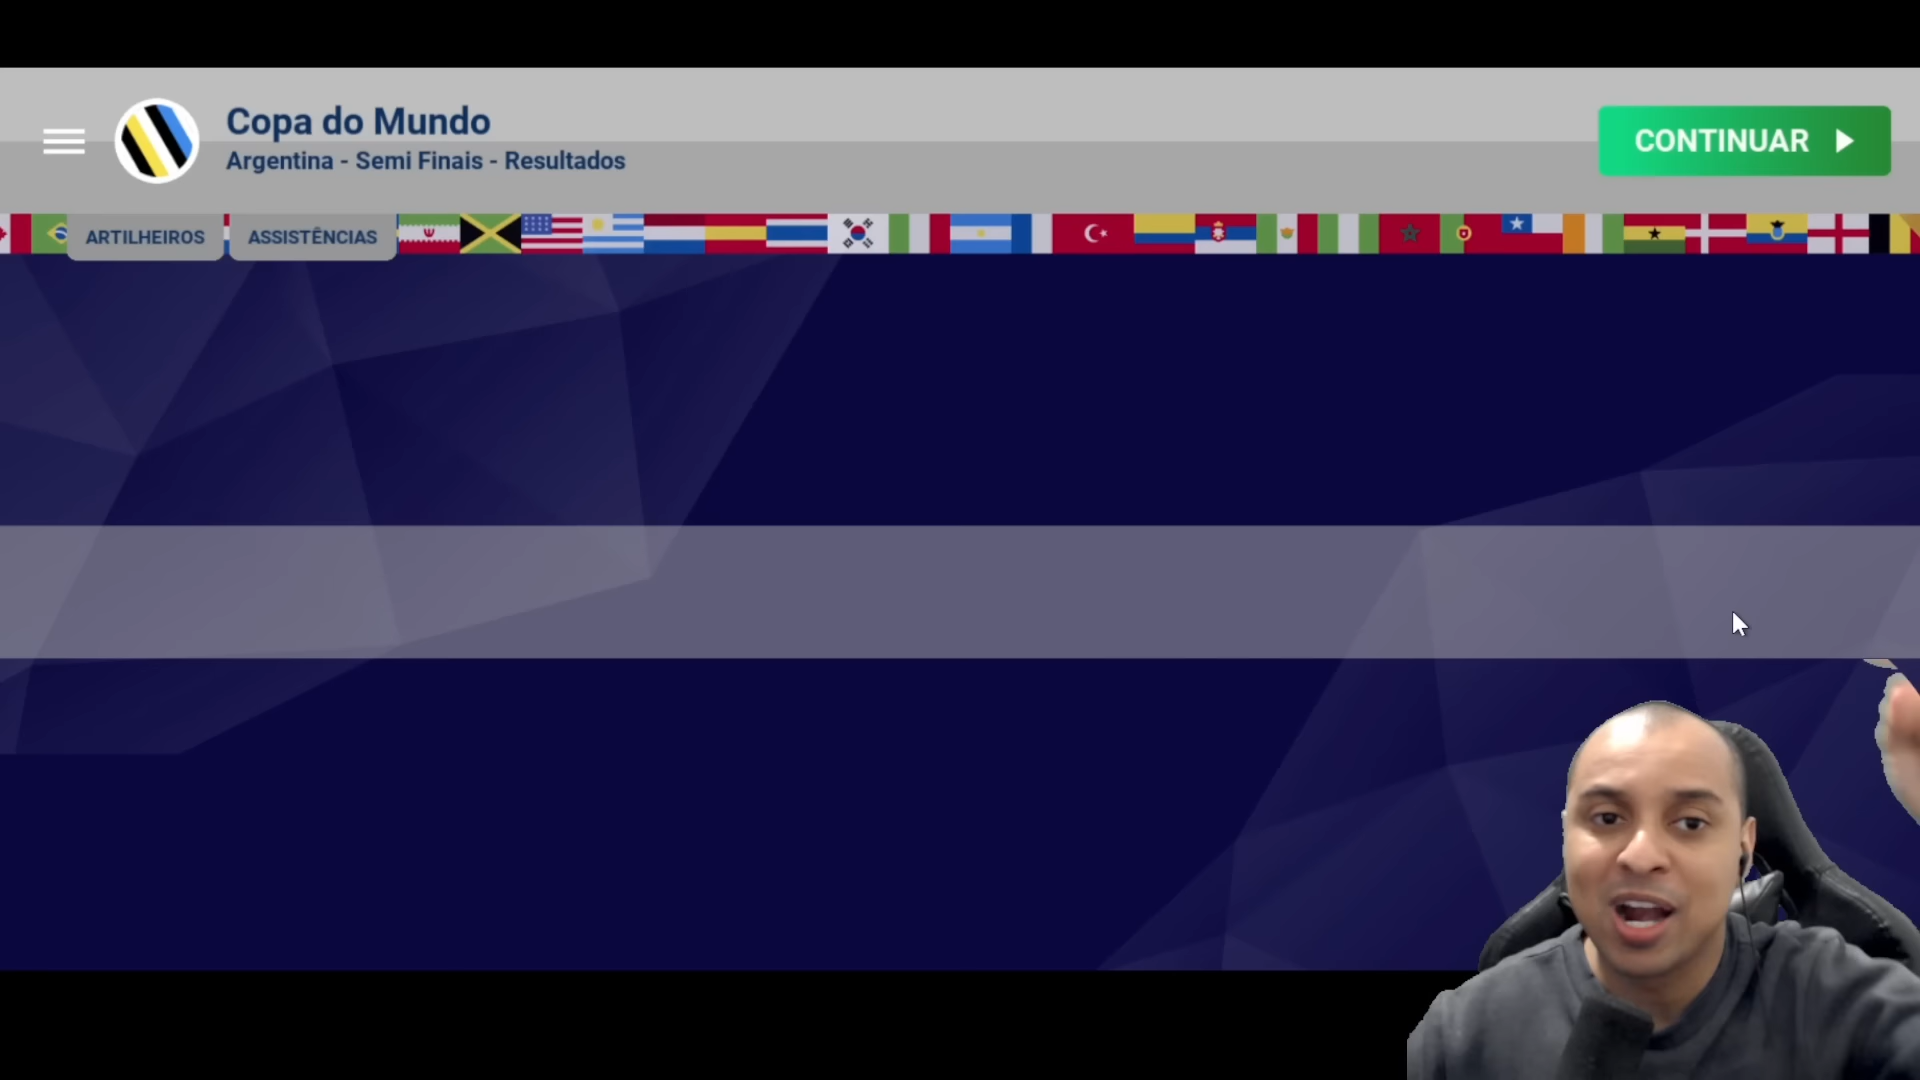 Copa do Mundo
Argentina - Semi Finais - Resultados
CONTINUAR
ARTILHEIROS
ASSISTÊNCIAS